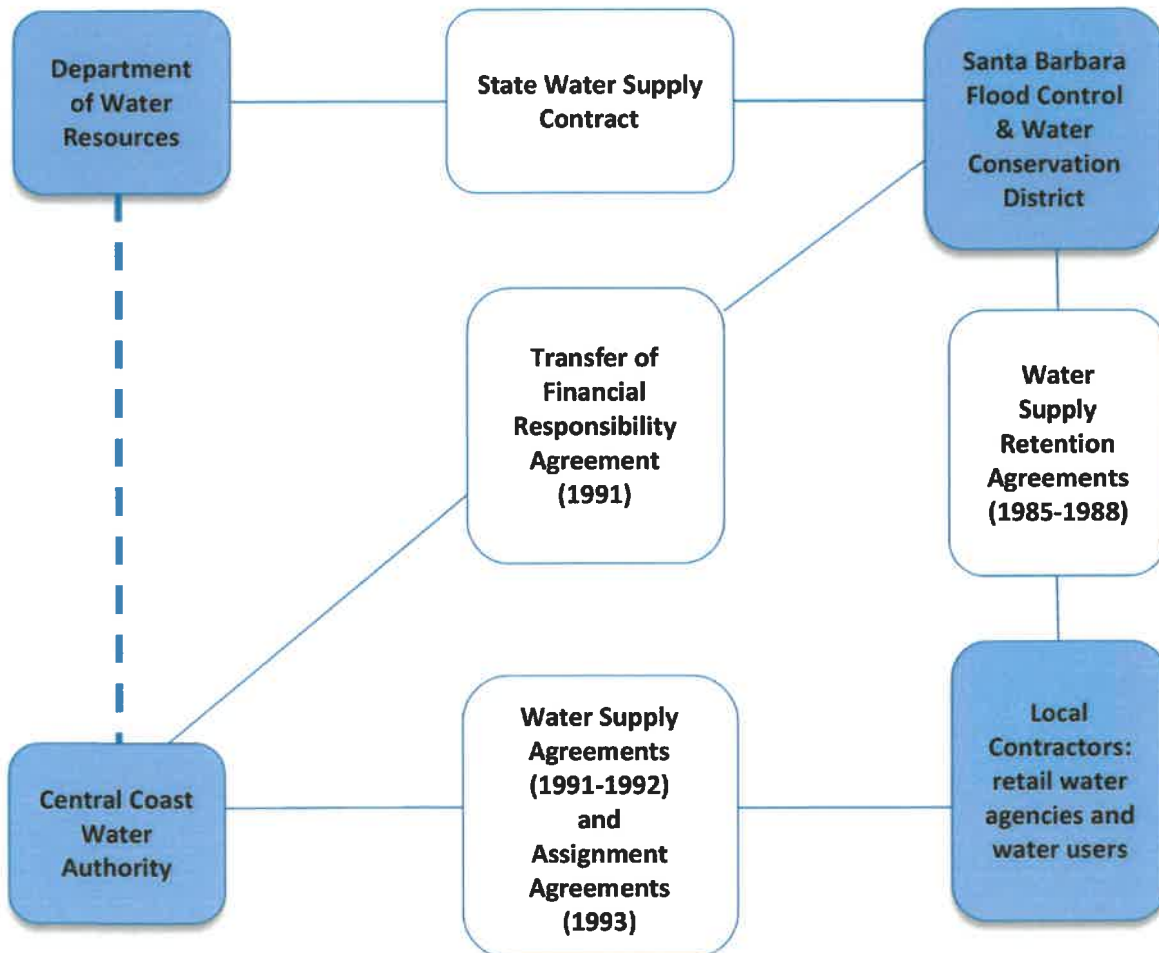 Department
of Water
Resources
State Water Supply
Contract
Santa Barbara
Flood Control
& Water
Conservation
District
Transfer of
Financial
Responsibility
Agreement
(1991)
Water
Supply
Retention
Agreements
(1985-1988)
Central Coast
Water
Authority
Water Supply
Agreements
(1991-1992)
and
Assignment
Agreements
(1993)
Local
Contractors:
retail water
agencies and
water users